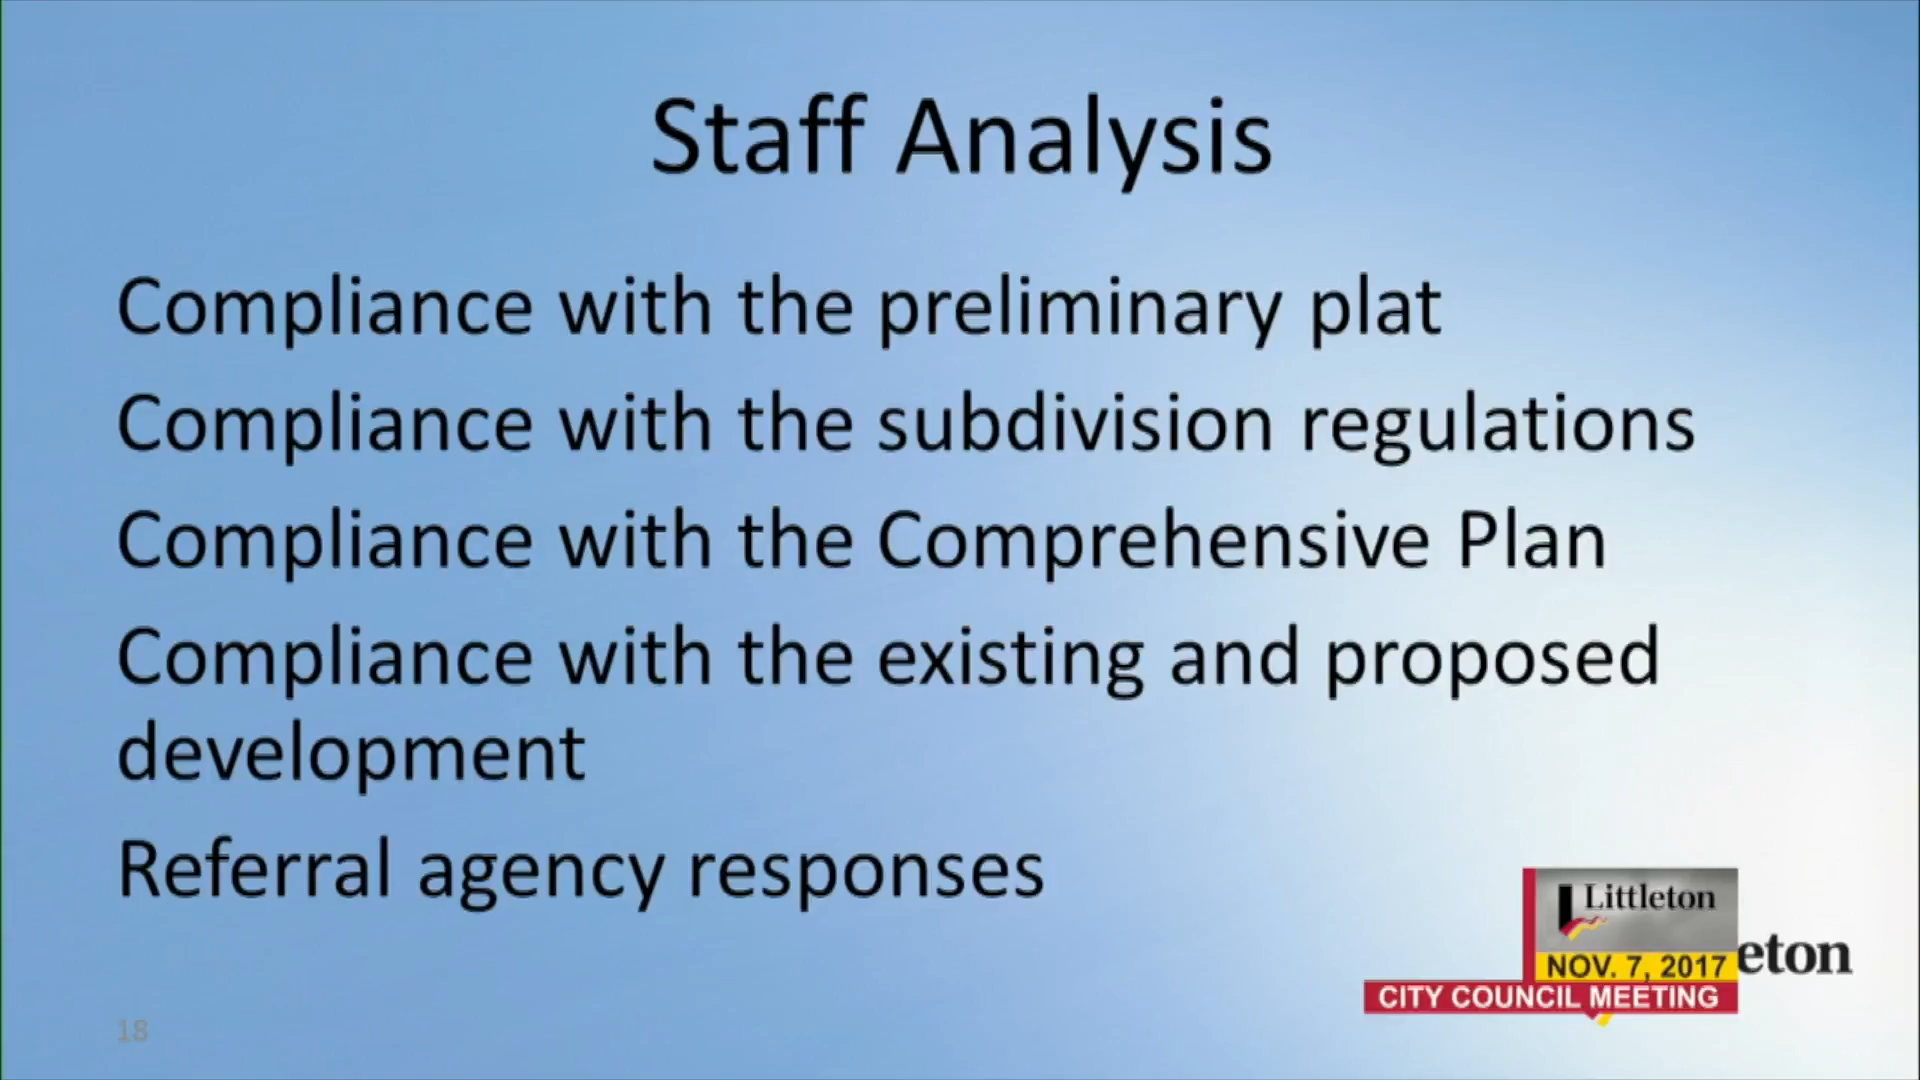 Staff Analysis
Compliance with the preliminary plat
Compliance with the subdivision regulations
Compliance with the Comprehensive Plan
Compliance with the existing and proposed
development
Referral agency responses
Littleton
eton
NOV. 7, 2017
CITY COUNCIL MEETING
18